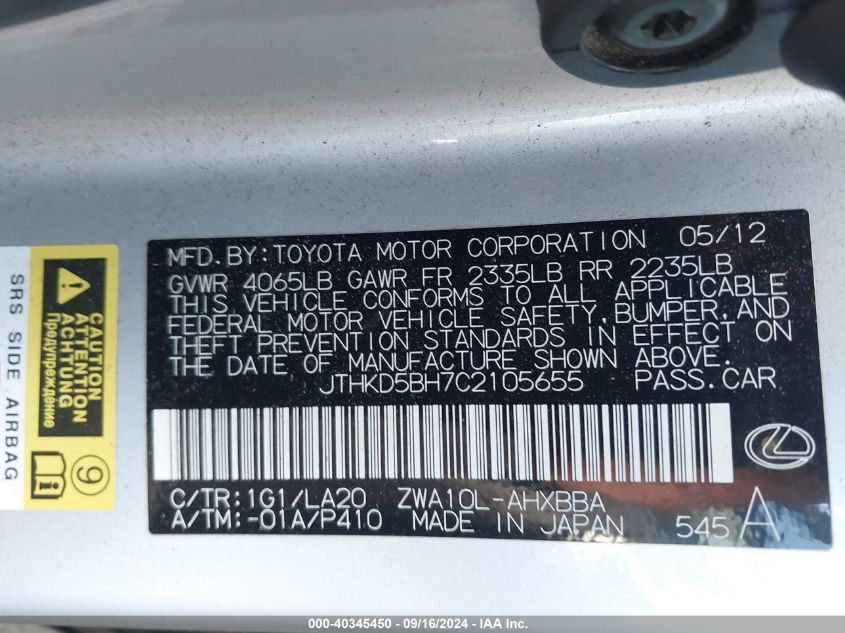 MFD.BY:TOYOTA MOTOR CORPORATION 05/12
GVWR 4065LB GAWR FR 2335LB RR 2235LB
THIS VEHICLE CONFORMS TO ALL APPLICABLE
FEDERAL MOTOR VEHICLE SAFETY,BUMPER,AND
THEFT PREVENTION STANDARDS IN EFFECT ON
THE DATE OF MANUFACTURE SHOWN ABOVE.
JTHKD5BH7C2105655 PASS.CAR
C/TR:1G1/LA20 ZWA10L-AHXBBA
A/TM:-01A/P410 MADE IN JAPAN 545 A
CAUTION
ATTENTION
ACHTUNG
Предупреждение
9
SRS SIDE AIRBAG
000-40345450 - 09/16/2024 - IAA Inc.